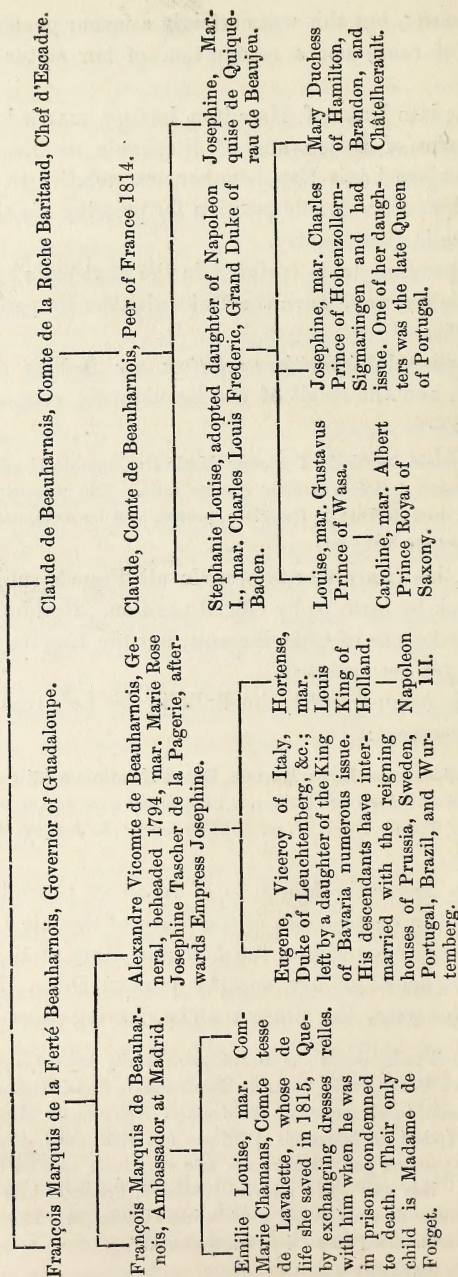 François Marquis de la Ferté Beauharnois, Governor of Guadaloupe.
Claude de Beauharnois, Comte de la Roche Baritaud, Chef d'Escadre.
François Marquis de Beauhar-
nois, Ambassador at Madrid.
Alexandre Vicomte de Beauharnois, Ge-
neral, beheaded 1794, mar. Marie Rose
Josephine Tascher de la Pagerie, after-
wards Empress Josephine.
Claude, Comte de Beauharnois, Peer of France 1814.
Emilie Louise, mar.
Marie Chamans, Comte
de Lavalette, whose
life she saved in 1815,
by exchanging dresses
with him when he was
in prison condemned
to death. Their only
child is Madame de
Forget.
Com-
tesse
de
Que-
relles.
Eugene, Viceroy of Italy,
Duke of Leuchtenberg, &c.;
left by a daughter of the King
of Bavaria numerous issue.
His descendants have inter-
married with the reigning
houses of Prussia, Sweden,
Portugal, Brazil, and Wur-
temberg.
Hortense,
mar.
Louis
King of
Holland.
Napoleon
III.
Stephanie Louise, adopted daughter of Napoleon
I., mar. Charles Louis Frederic, Grand Duke of
Baden.
Josephine, Mar-
quise de Quique-
rau de Beaujeu.
Louise, mar. Gustavus
Prince of Wasa.
Caroline, mar. Albert
Prince Royal of
Saxony.
Josephine, mar. Charles
Prince of Hohenzollern-
Sigmaringen and had
issue. One of her daugh-
ters was the late Queen
of Portugal.
Mary Duchess
of Hamilton,
Brandon, and
Châtelherault.